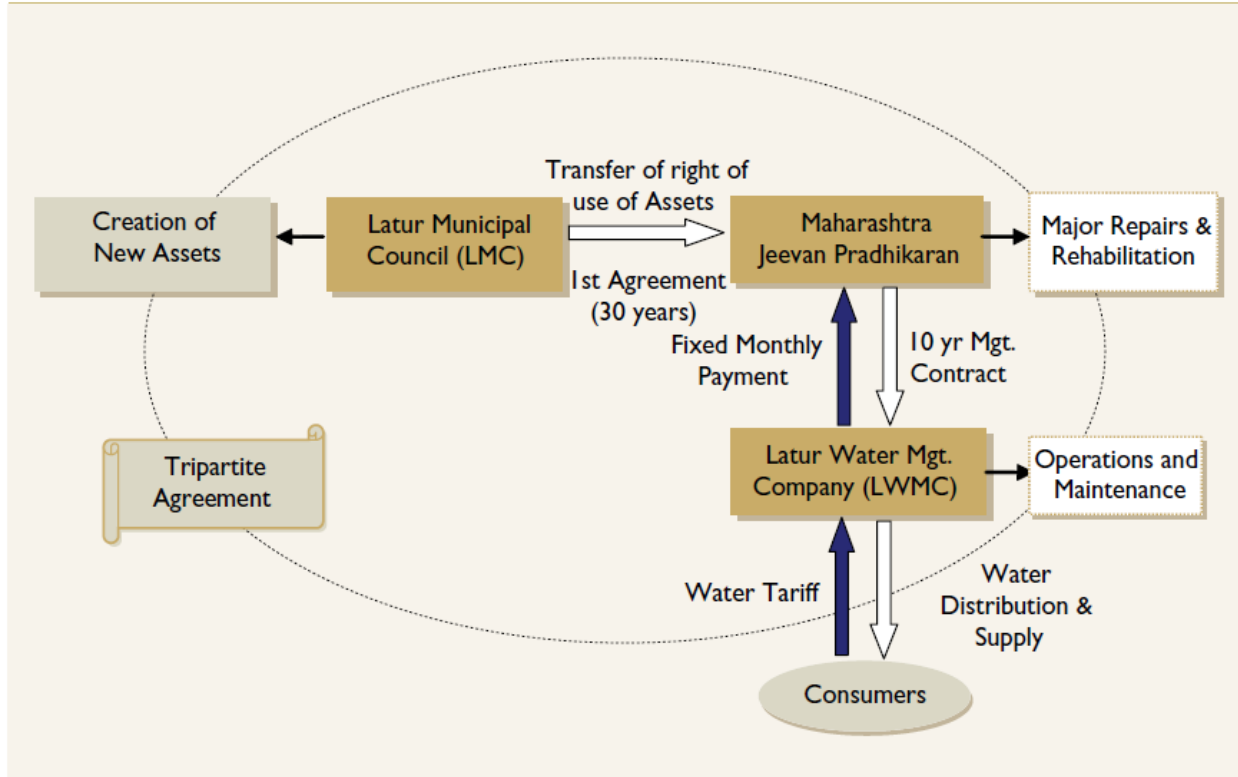 Transfer of right of
use of Assets
Creation of
New Assets
Latur Municipal
Council (LMC)
Maharashtra
Jeevan Pradhikaran
Major Repairs &
Rehabilitation
1st Agreement
(30 years)
Fixed Monthly
Payment
10 yr Mgt.
Contract
Tripartite
Agreement
Latur Water Mgt.
Company (LWMC)
Operations and
Maintenance
Water Tariff
Water
Distribution &
Supply
Consumers